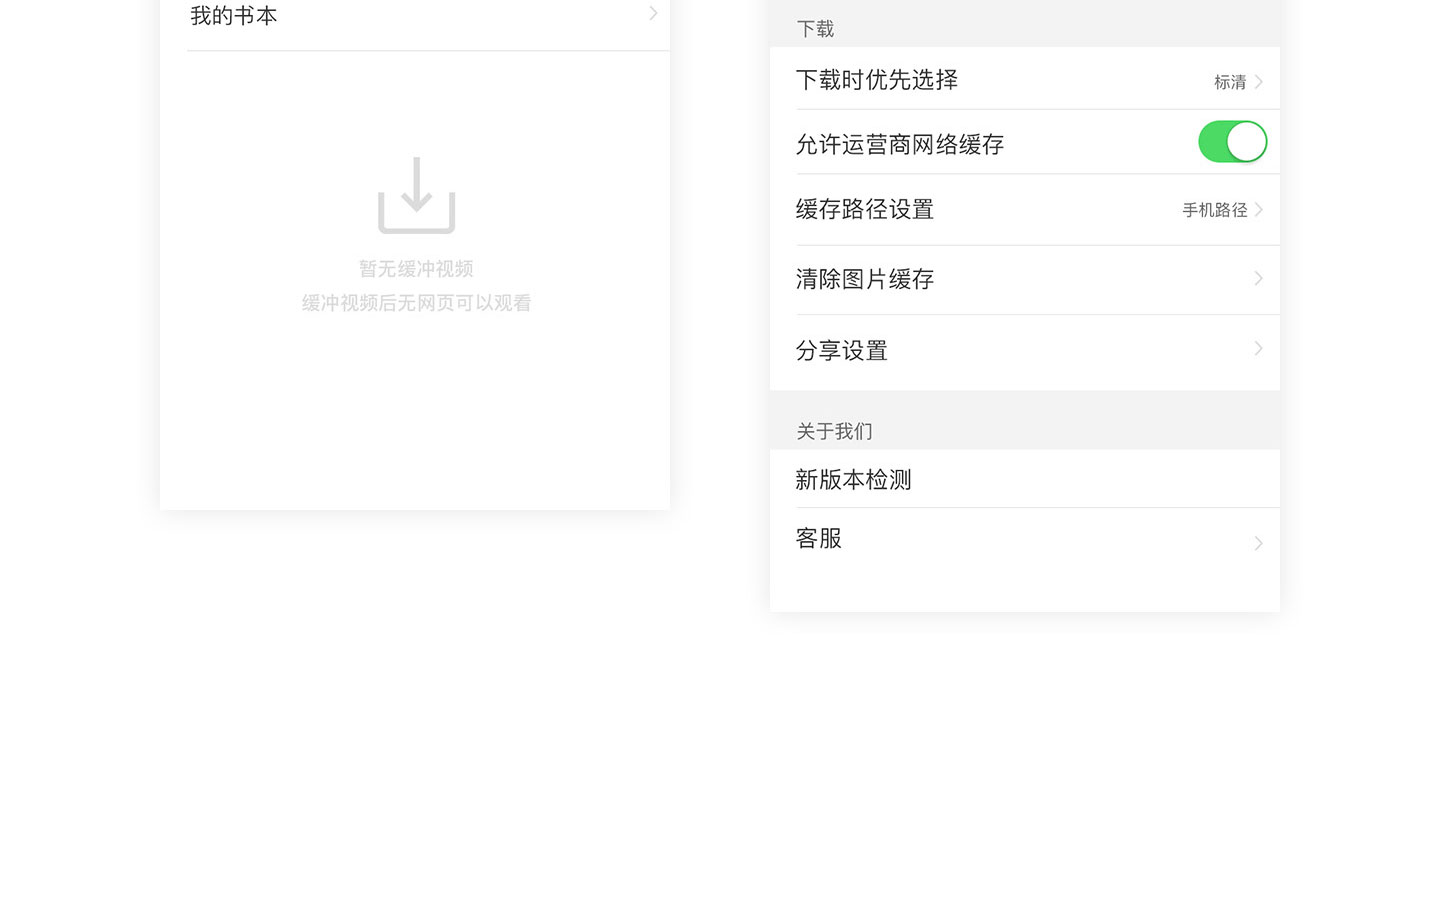 我的书本
暂无缓冲视频
缓冲视频后无网页可以观看
下载
下载时优先选择
标清
允许运营商网络缓存
缓存路径设置
手机路径
清除图片缓存
分享设置
关于我们
新版本检测
客服